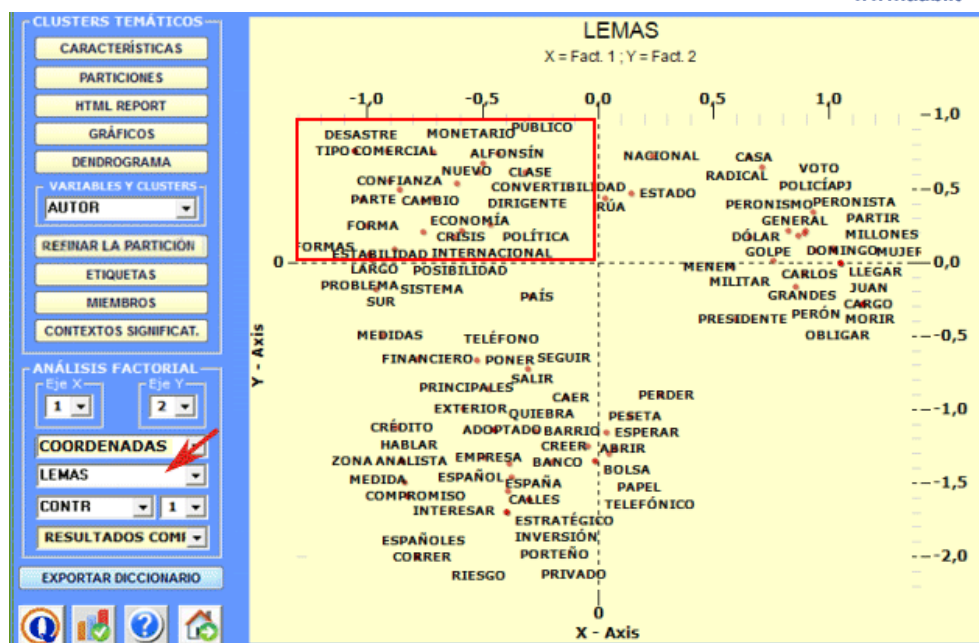 CLUSTERS TEMÁTICOS
CARACTERÍSTICAS
PARTICIONES
HTML REPORT
GRÁFICOS
DENDROGRAMA
VARIABLES Y CLUSTERS
AUTOR
REFINAR LA PARTICIÓN
ETIQUETAS
MIEMBROS
CONTEXTOS SIGNIFICAT.
ANÁLISIS FACTORIAL
Eje X Eje Y
1 2
COORDENADAS
LEMAS
CONTR 1
RESULTADOS COMI
EXPORTAR DICCIONARIO
LEMAS
X = Fact. 1 ; Y = Fact. 2
-1,0 -0,5 0,0 0,5 1,0
1,0
DESASTRE MONETARIO PUBLICO
TIPO COMERCIAL ALFONSÍN NACIONAL CASA
NUEVO CLASE RADICAL VOTO
CONFIANZA CONVERTIBILIDAD POLICÍA PJ
0,5
PARTE CAMBIO DIRIGENTE RÚA ESTADO PERONISMO PERONISTA
FORMA ECONOMÍA GENERAL PARTIR
CRISIS POLÍTICA DÓLAR MILLONES
FORMAS ESTABILIDAD INTERNACIONAL GOLPE DOMINGO MUJER
0 0,0
LARGO POSIBILIDAD MENEM CARLOS LLEGAR
PROBLEMA SISTEMA MILITAR JUAN
SUR PAÍS GRANDES CARGO
PRESIDENTE PERÓN MORIR
MEDIDAS TELÉFONO OBLIGAR
-0,5
FINANCIERO PONER SEGUIR
SALIR
PRINCIPALES CAER PERDER
-1,0
EXTERIOR QUIEBRA PESETA
CRÉDITO ADOPTADO BARRIO ESPERAR
HABLAR CREER ABRIR
ZONA ANALISTA EMPRESA BANCO BOLSA
MEDIDA ESPAÑOL ESPAÑA PAPEL
-1,5
COMPROMISO CALLES TELEFÓNICO
INTERESAR ESTRATÉGICO
ESPAÑOLES INVERSIÓN
CORRER PORTEÑO
-2,0
RIESGO PRIVADO
0
X - Axis
Y - Axis